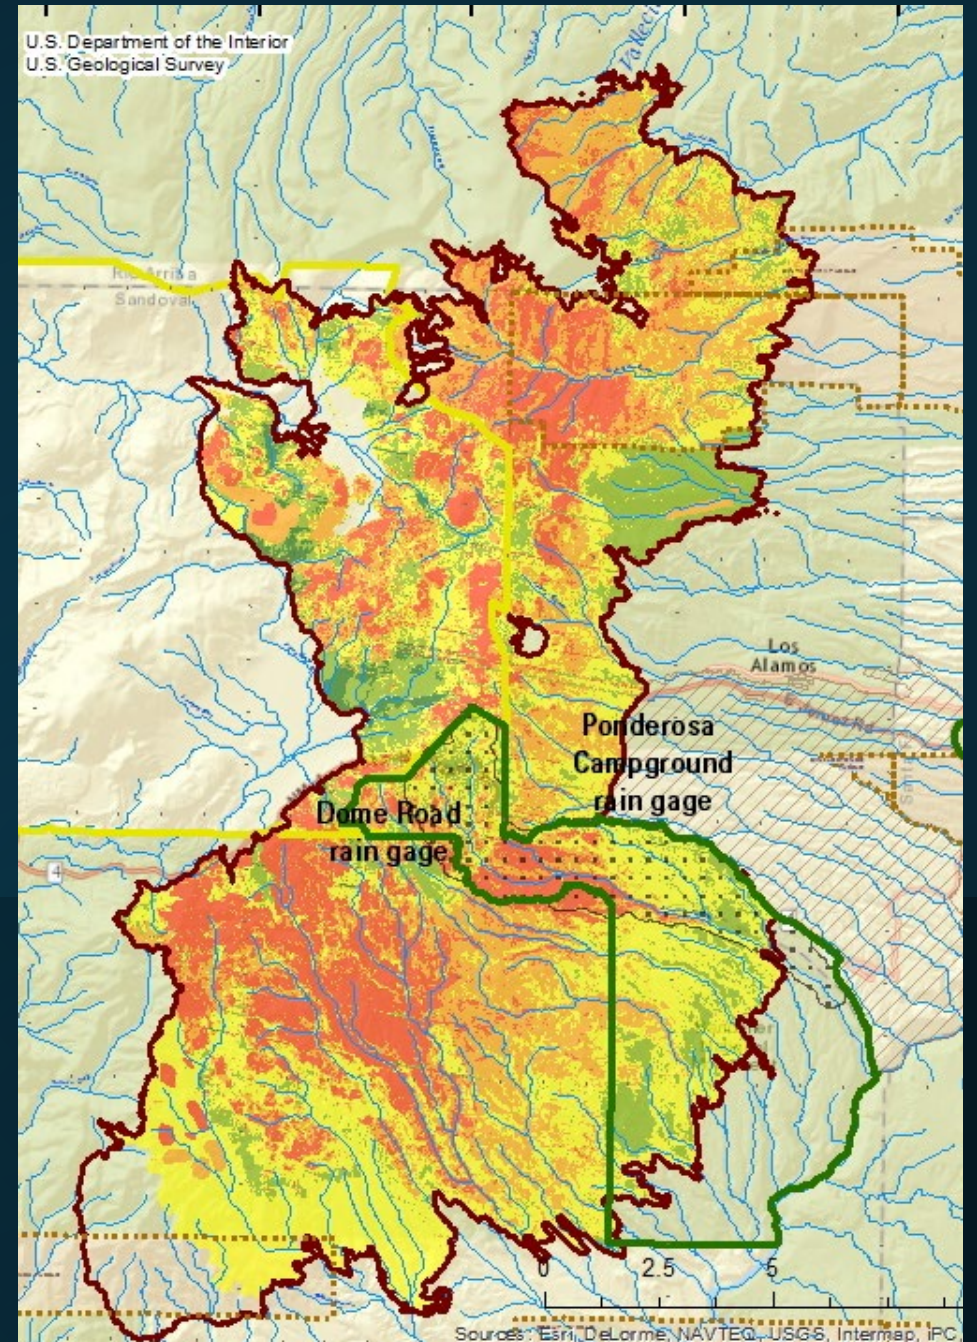 U.S. Department of the Interior
U.S. Geological Survey
Rio Arriba
Sandoval
Los
Alamos
Ponderosa
Campground
rain gage
Dome Road
rain gage
4
0 2.5 5
Sources: Esri, DeLorme, NAVTEQ, USGS, Intermap, iPC,